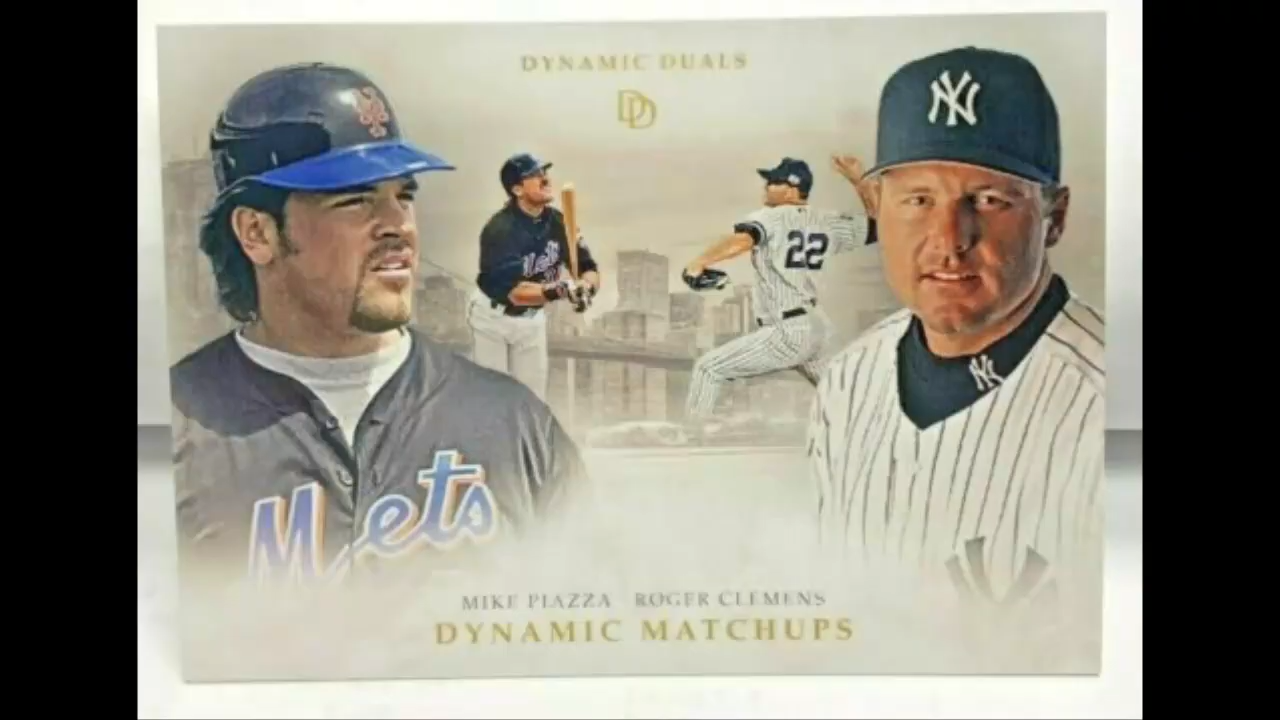 DYNAMIC DUALS
DD
NY
22
NY
Mets
Mets
MIKE PIAZZA ROGER CLEMENS
DYNAMIC MATCHUPS